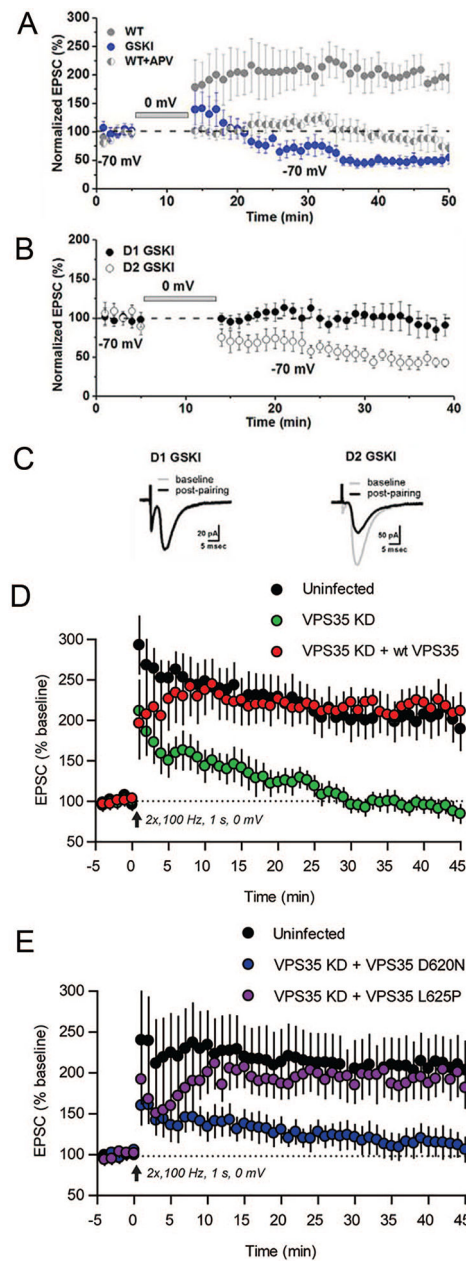 A
WT
GSKI
WT+APV
Normalized EPSC (%)
300
250
200
150
100
50
0
0 mV
-70 mV
-70 mV
0 10 20 30 40 50
Time (min)
B
D1 GSKI
D2 GSKI
Normalized EPSC (%)
200
150
100
50
0
0 mV
-70 mV
-70 mV
0 10 20 30 40
Time (min)
C
D1 GSKI
D2 GSKI
baseline
post-pairing
20 pA
5 msec
baseline
post-pairing
50 pA
5 msec
D
Uninfected
VPS35 KD
VPS35 KD + wt VPS35
EPSC (% baseline)
300
250
200
150
100
50
2x,100 Hz, 1 s, 0 mV
-5 0 5 10 15 20 25 30 35 40 45
Time (min)
E
Uninfected
VPS35 KD + VPS35 D620N
VPS35 KD + VPS35 L625P
EPSC (% baseline)
300
250
200
150
100
50
2x,100 Hz, 1 s, 0 mV
-5 0 5 10 15 20 25 30 35 40 45
Time (min)